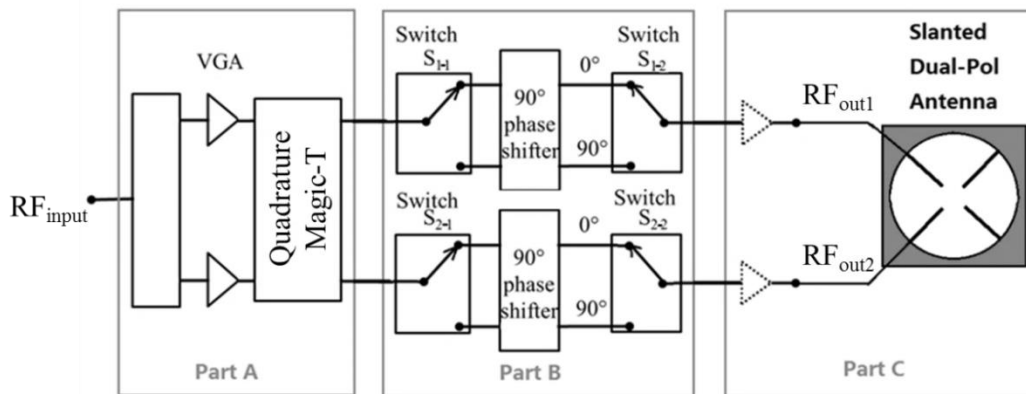 VGA
RFinput
Quadrature
Magic-T
Part A
Switch
S1-1
0°
Switch
S1-2
90°
phase
shifter
90°
Switch
S2-1
0°
Switch
S2-2
90°
phase
shifter
90°
Part B
Slanted
Dual-Pol
Antenna
RFout1
RFout2
Part C